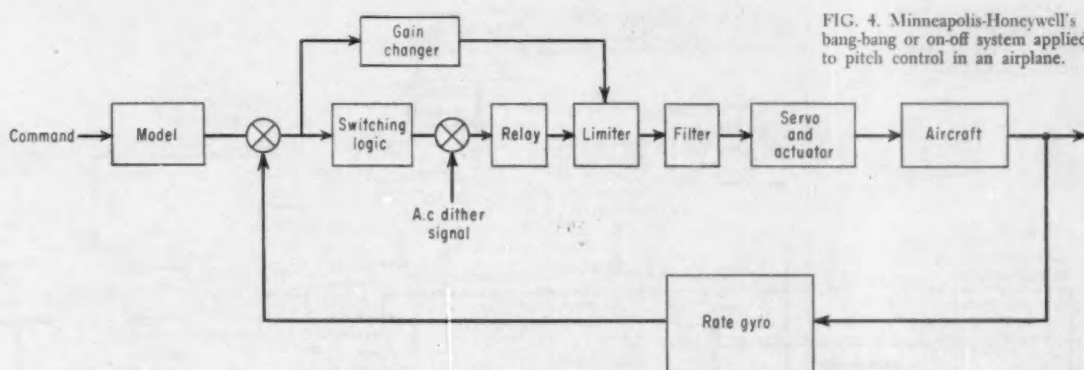 FIG. 4. Minneapolis-Honeywell's
bang-bang or on-off system applied
to pitch control in an airplane.
Gain
changer
Command
Model
Switching
logic
Relay
Limiter
Filter
Servo
and
actuator
Aircraft
A.c dither
signal
Rate gyro